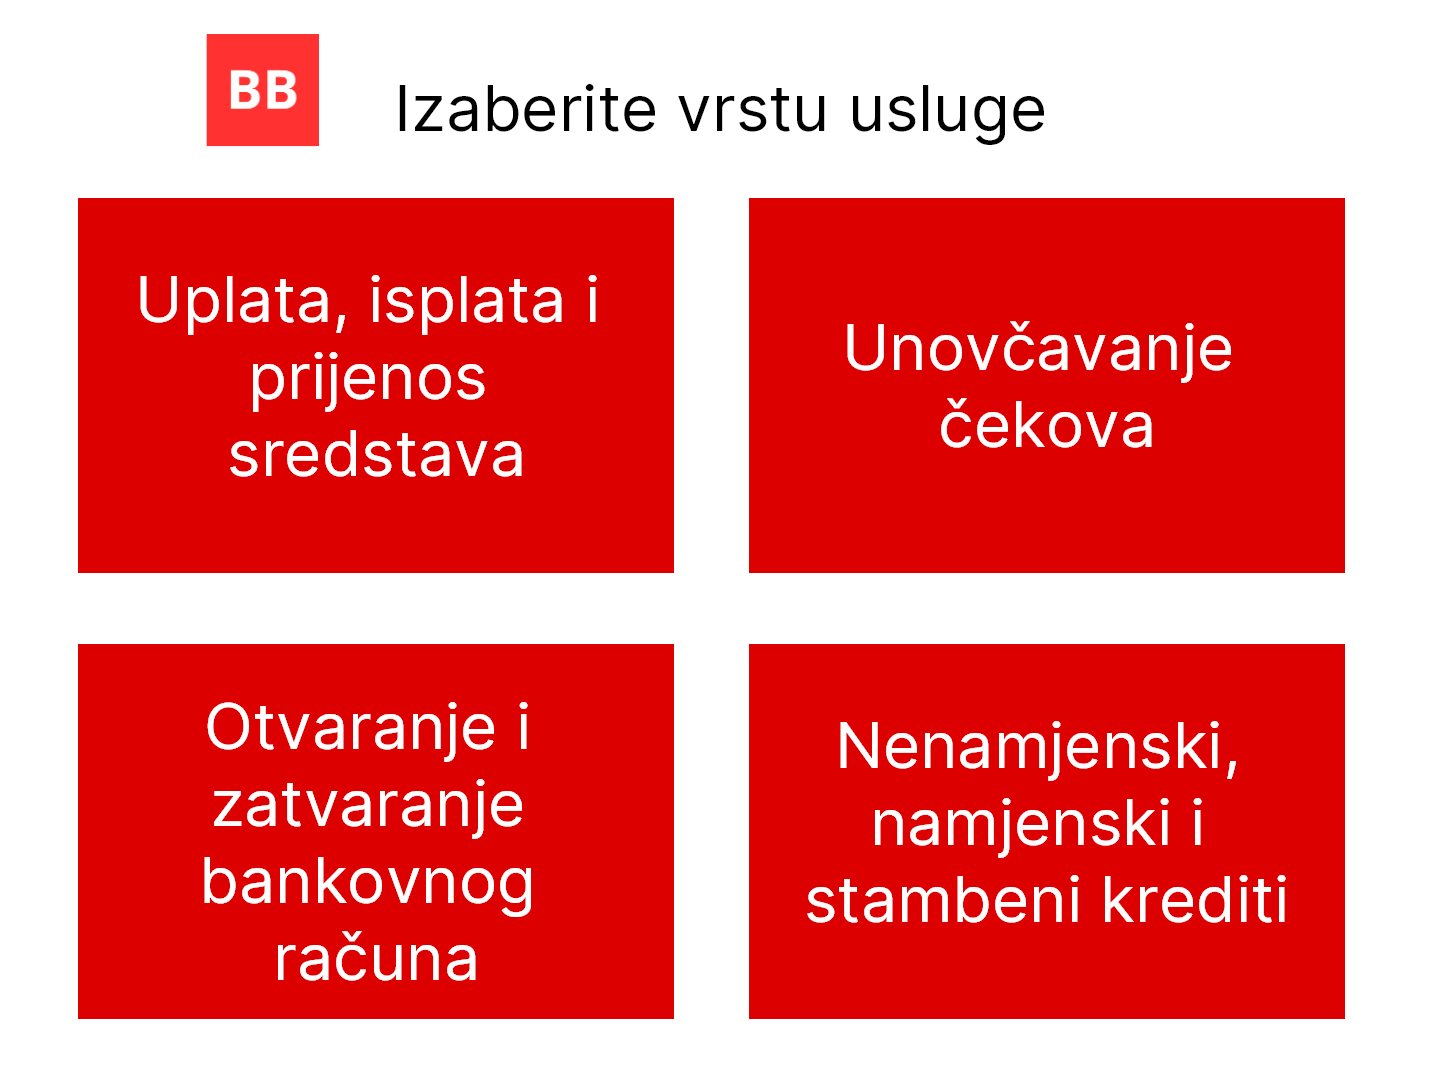 BB
Izaberite vrstu usluge
Uplata, isplata i
prijenos
sredstava
Unovčavanje
čekova
Otvaranje i
zatvaranje
bankovnog
računa
Nenamjenski,
namjenski i
stambeni krediti